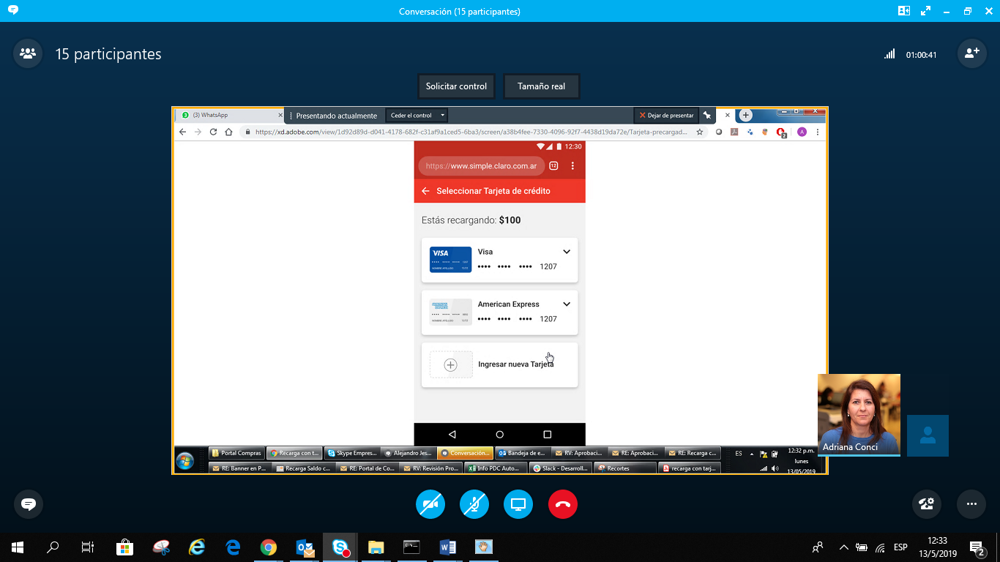 Conversación (15 participantes)
15 participantes
01:00:41
Solicitar control
Tamaño real
(3) WhatsApp
Presentando actualmente
Ceder el control
Dejar de presentar
https://xd.adobe.com/view/1d92d89d-d041-4178-682f-c31af9a1ced5-6ba3/screen/a38b4fee-7330-4096-92f7-4438d19da72e/Tarjeta-precargad...
2
A
12:30
https://www.simple.claro.com.ar
12
Seleccionar Tarjeta de crédito
Estás recargando: $100
VISA
Visa
•••• •••• •••• 1207
American Express
•••• •••• •••• 1207
Ingresar nueva Tarjeta
Adriana Conci
Portal Compras
Recarga con t...
Skype Empres...
Alejandro Jes...
Conversación...
Bandeja de e...
RV: Aprobaci...
RE: Aprobaci...
RE: Recarga c...
ES
12:32 p.m.
RE: Banner en P...
Recarga Saldo c...
RE: Portal de Co...
RV: Revisión Pro...
Info PDC Auto...
Slack - Desarroll...
Recortes
recarga con tarj...
lunes
13/05/2019
ESP
12:33
13/5/2019
2